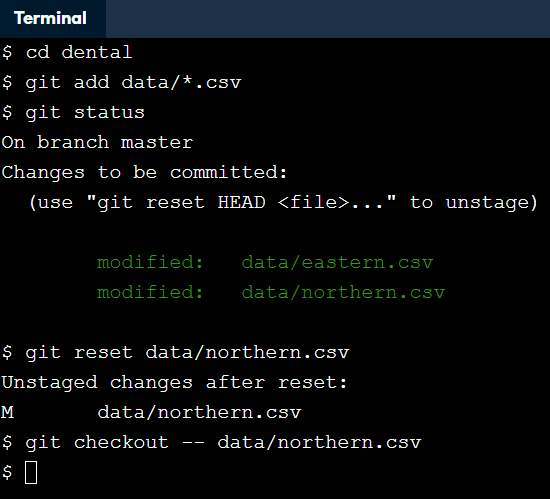 Terminal
$ cd dental
$ git add data/*.csv
$ git status
On branch master
Changes to be committed:
  (use "git reset HEAD <file>..." to unstage)
        modified:   data/eastern.csv
        modified:   data/northern.csv
$ git reset data/northern.csv
Unstaged changes after reset:
M       data/northern.csv
$ git checkout -- data/northern.csv
$